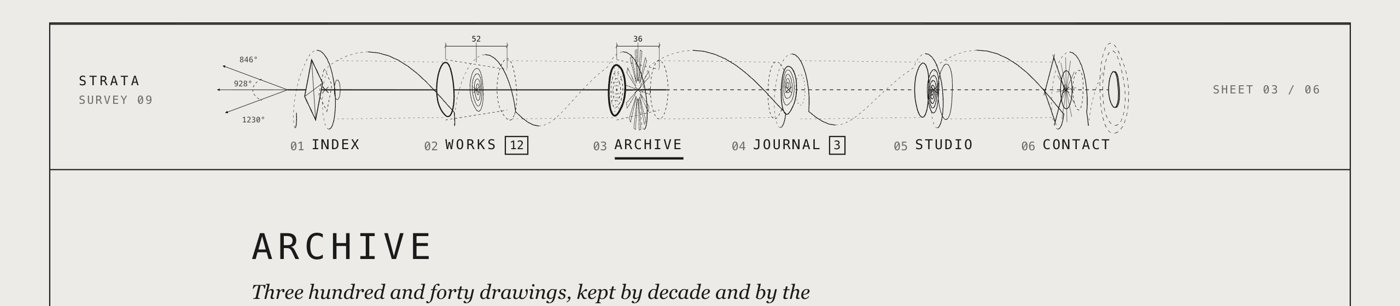 STRATA
SURVEY 09
846°
928°
1230°
52
36
01 INDEX
02 WORKS 12
03 ARCHIVE
04 JOURNAL 3
05 STUDIO
06 CONTACT
SHEET 03 / 06
ARCHIVE
Three hundred and forty drawings, kept by decade and by the